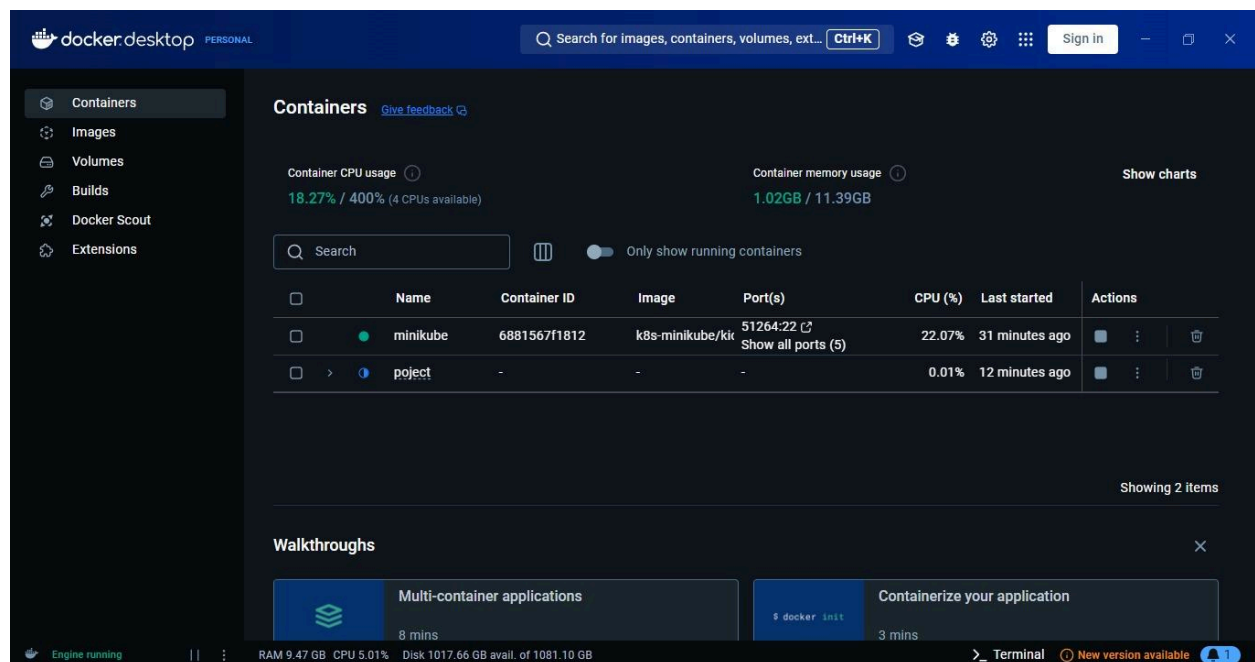 docker.desktop PERSONAL Search for images, containers, volumes, ext... Ctrl+K Sign in
Containers
Images
Volumes
Builds
Docker Scout
Extensions
Containers Give feedback
Container CPU usage
18.27% / 400% (4 CPUs available)
Container memory usage
1.02GB / 11.39GB
Show charts
Search Only show running containers
Name Container ID Image Port(s) CPU (%) Last started Actions
minikube 6881567f1812 k8s-minikube/kic 51264:22 22.07% 31 minutes ago
Show all ports (5)
poject - - - 0.01% 12 minutes ago
Showing 2 items
Walkthroughs
Multi-container applications
8 mins
$ docker init
Containerize your application
3 mins
Engine running RAM 9.47 GB CPU 5.01% Disk 1017.66 GB avail. of 1081.10 GB >_ Terminal New version available 1